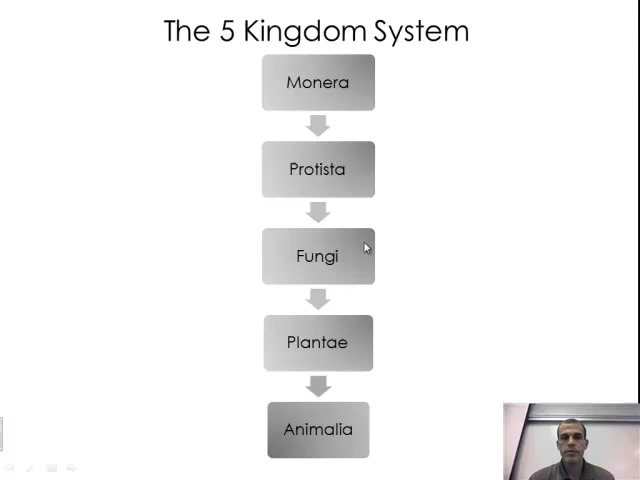 The 5 Kingdom System
Monera
Protista
Fungi
Plantae
Animalia